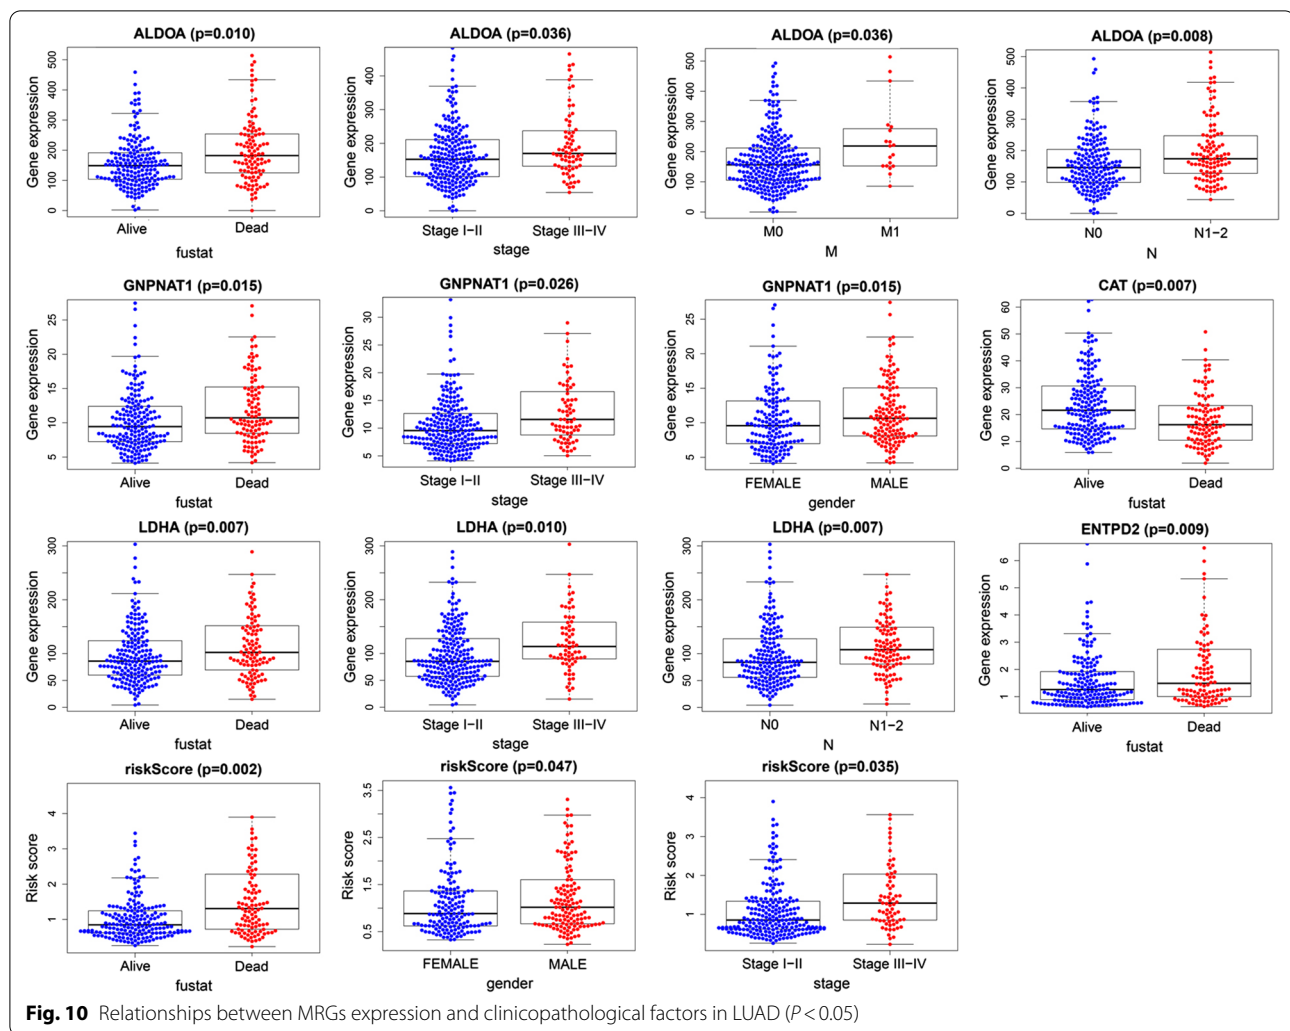 ALDOA (p=0.010)
Gene expression
0 100 200 300 400 500
Alive Dead
fustat
ALDOA (p=0.036)
Gene expression
0 100 200 300 400
Stage I−II Stage III−IV
stage
ALDOA (p=0.036)
Gene expression
0 100 200 300 400 500
M0 M1
M
ALDOA (p=0.008)
Gene expression
0 100 200 300 400 500
N0 N1−2
N
GNPNAT1 (p=0.015)
Gene expression
5 10 15 20 25
Alive Dead
fustat
GNPNAT1 (p=0.026)
Gene expression
5 10 15 20 25 30
Stage I−II Stage III−IV
stage
GNPNAT1 (p=0.015)
Gene expression
5 10 15 20 25
FEMALE MALE
gender
CAT (p=0.007)
Gene expression
0 10 20 30 40 50 60
Alive Dead
fustat
LDHA (p=0.007)
Gene expression
0 50 100 200 300
Alive Dead
fustat
LDHA (p=0.010)
Gene expression
0 50 100 200 300
Stage I−II Stage III−IV
stage
LDHA (p=0.007)
Gene expression
0 50 100 200 300
N0 N1−2
N
ENTPD2 (p=0.009)
Gene expression
1 2 3 4 5 6
Alive Dead
fustat
riskScore (p=0.002)
Risk score
1 2 3 4
Alive Dead
fustat
riskScore (p=0.047)
Risk score
0.5 1.5 2.5 3.5
FEMALE MALE
gender
riskScore (p=0.035)
Risk score
1 2 3 4
Stage I−II Stage III−IV
stage
Fig. 10 Relationships between MRGs expression and clinicopathological factors in LUAD (P < 0.05)